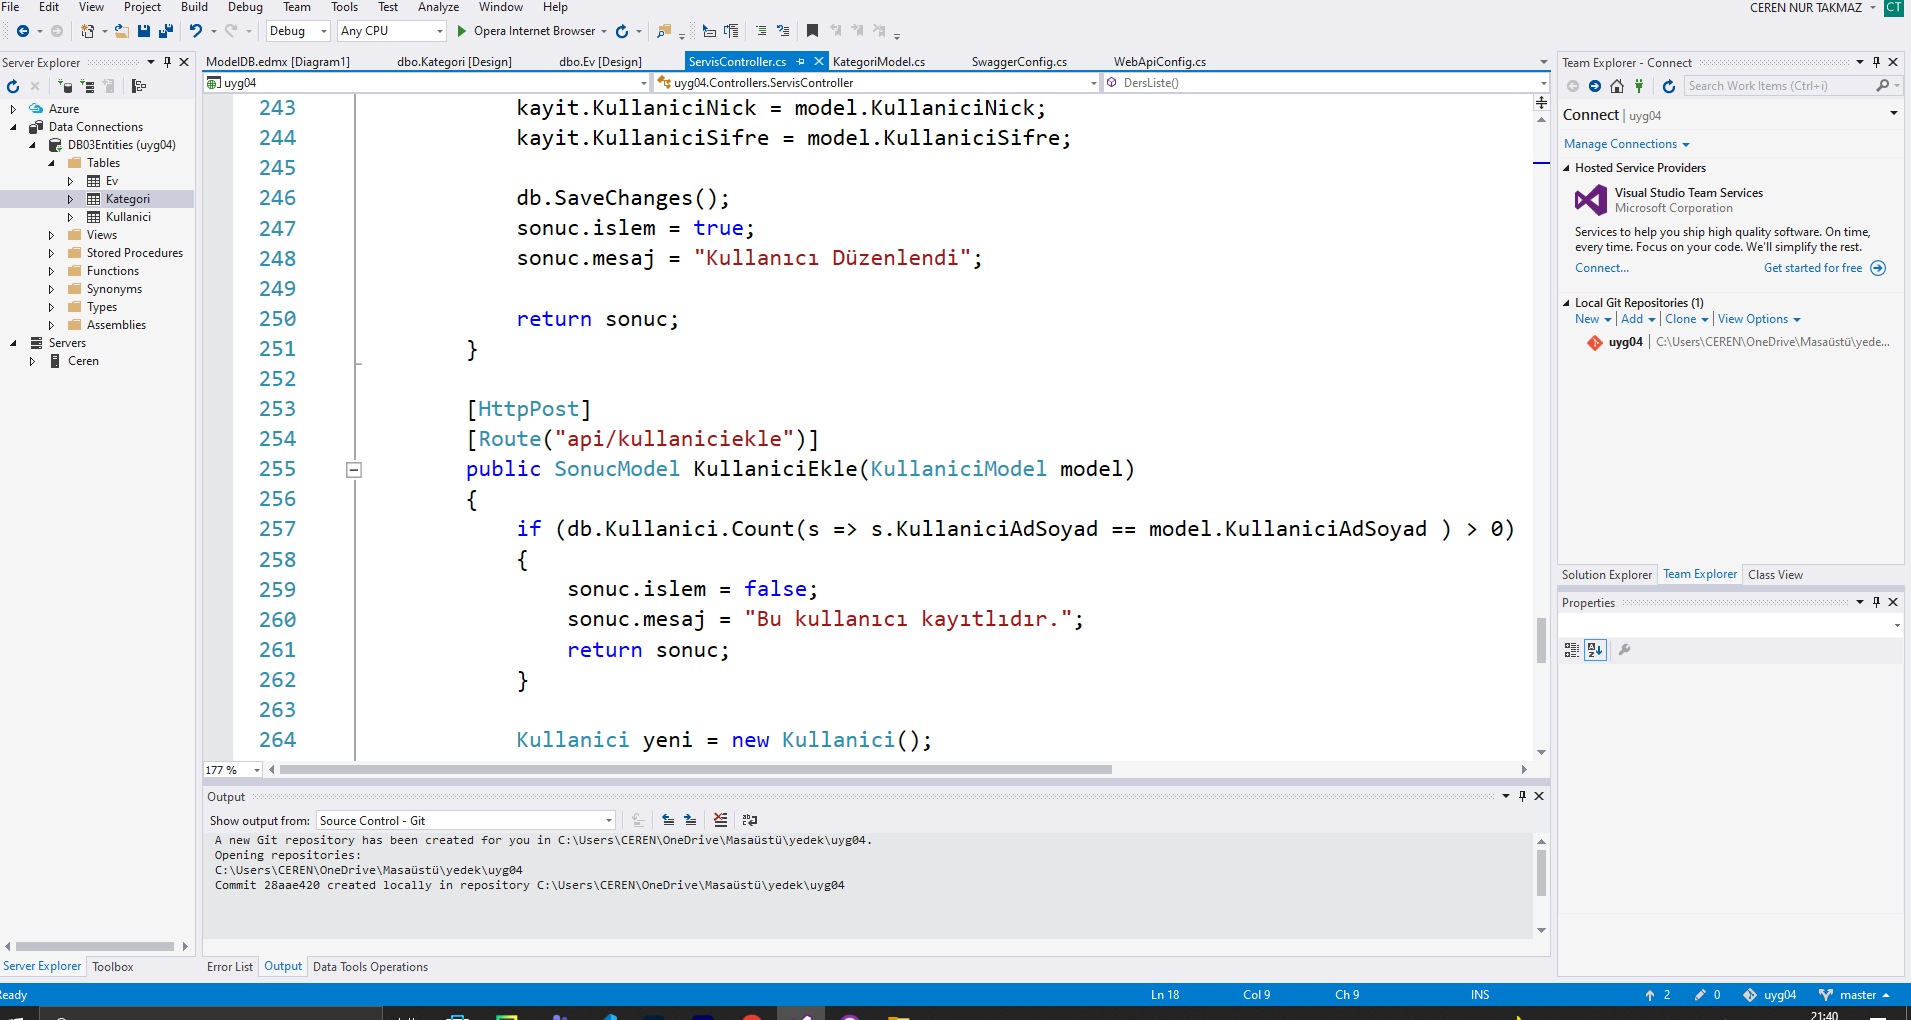 File Edit View Project Build Debug Team Tools Test Analyze Window Help CEREN NUR TAKMAZ CT
Debug Any CPU Opera Internet Browser
Server Explorer
Azure
Data Connections
DB03Entities (uyg04)
Tables
Ev
Kategori
Kullanici
Views
Stored Procedures
Functions
Synonyms
Types
Assemblies
Servers
Ceren
Server Explorer Toolbox
ModelDB.edmx [Diagram1] dbo.Kategori [Design] dbo.Ev [Design] ServisController.cs KategoriModel.cs SwaggerConfig.cs WebApiConfig.cs
uyg04 uyg04.Controllers.ServisController DersListe()
243 kayit.KullaniciNick = model.KullaniciNick;
244 kayit.KullaniciSifre = model.KullaniciSifre;
245
246 db.SaveChanges();
247 sonuc.islem = true;
248 sonuc.mesaj = "Kullanıcı Düzenlendi";
249
250 return sonuc;
251 }
252
253 [HttpPost]
254 [Route("api/kullaniciekle")]
255 public SonucModel KullaniciEkle(KullaniciModel model)
256 {
257 if (db.Kullanici.Count(s => s.KullaniciAdSoyad == model.KullaniciAdSoyad ) > 0)
258 {
259 sonuc.islem = false;
260 sonuc.mesaj = "Bu kullanıcı kayıtlıdır.";
261 return sonuc;
262 }
263
264 Kullanici yeni = new Kullanici();
177 %
Output
Show output from: Source Control - Git
A new Git repository has been created for you in C:\Users\CEREN\OneDrive\Masaüstü\yedek\uyg04.
Opening repositories:
C:\Users\CEREN\OneDrive\Masaüstü\yedek\uyg04
Commit 28aae420 created locally in repository C:\Users\CEREN\OneDrive\Masaüstü\yedek\uyg04
Error List Output Data Tools Operations
Team Explorer - Connect
Search Work Items (Ctrl+i)
Connect | uyg04
Manage Connections
Hosted Service Providers
Visual Studio Team Services
Microsoft Corporation
Services to help you ship high quality software. On time,
every time. Focus on your code. We'll simplify the rest.
Connect... Get started for free
Local Git Repositories (1)
New Add Clone View Options
uyg04 C:\Users\CEREN\OneDrive\Masaüstü\yede...
Solution Explorer Team Explorer Class View
Properties
Ready Ln 18 Col 9 Ch 9 INS 2 0 uyg04 master
21:40